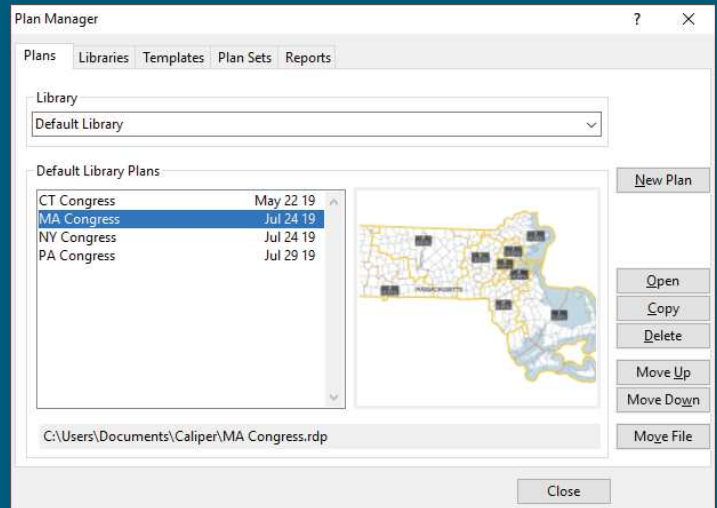 Plan Manager ? ×
Plans Libraries Templates Plan Sets Reports
Library
Default Library
Default Library Plans
CT Congress May 22 19
MA Congress Jul 24 19
NY Congress Jul 24 19
PA Congress Jul 29 19
MASSACHUSETTS
C:\Users\Documents\Caliper\MA Congress.rdp
New Plan
Open
Copy
Delete
Move Up
Move Down
Move File
Close